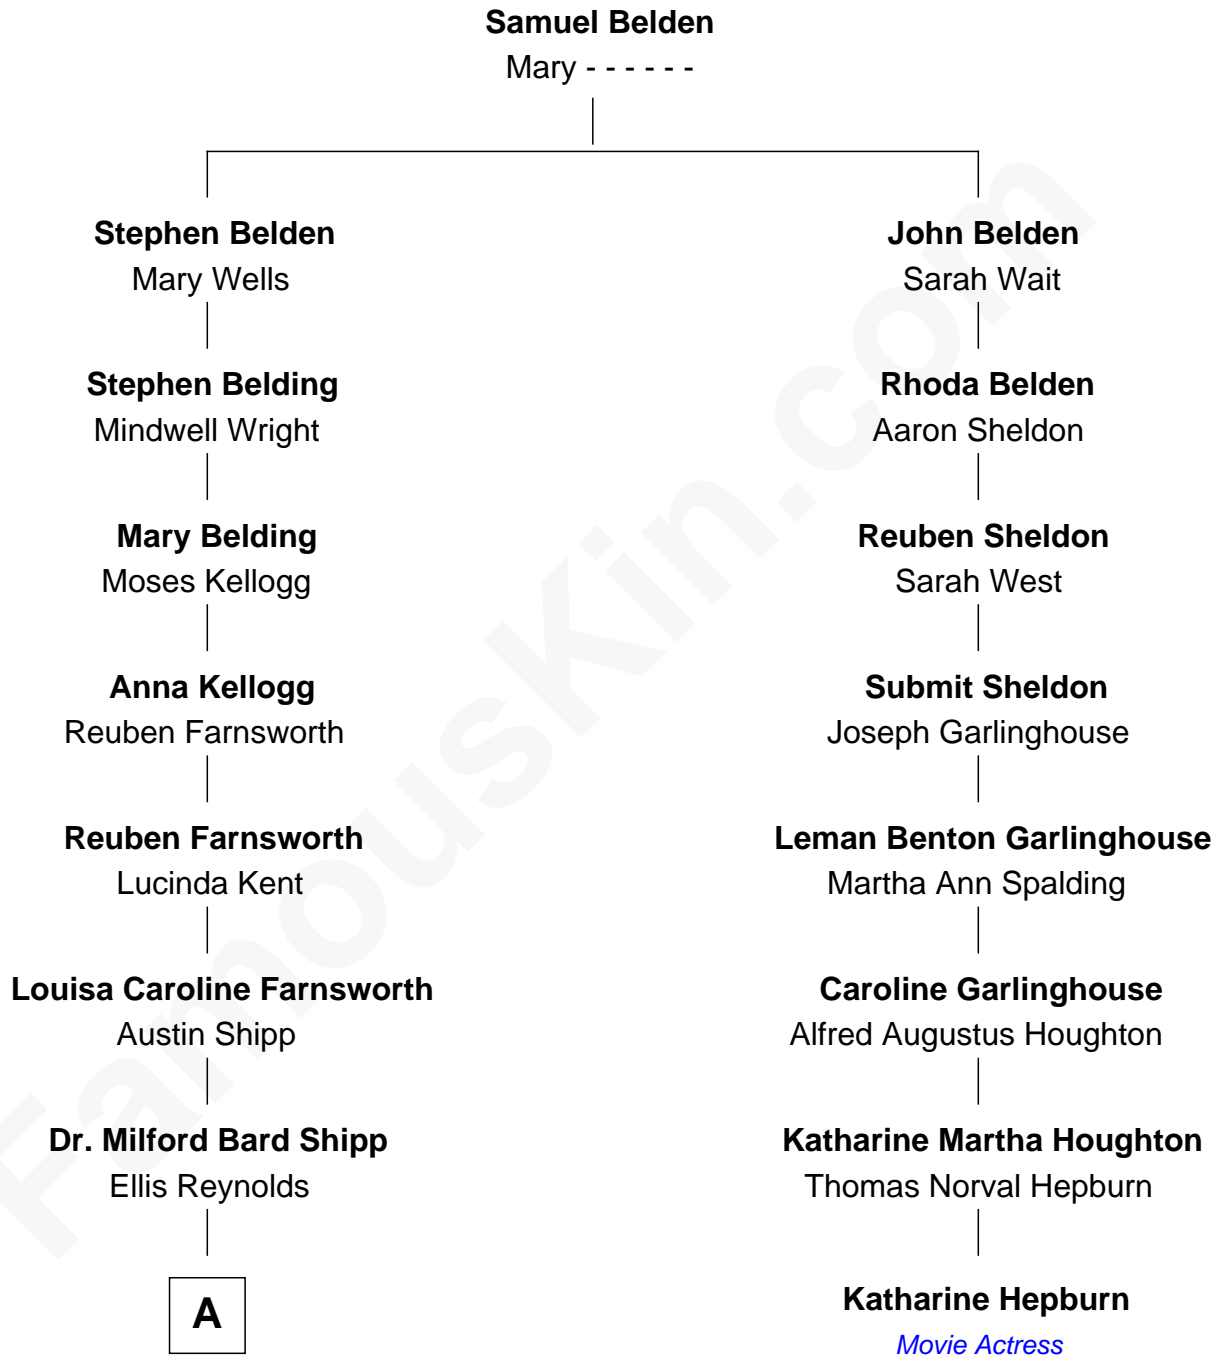 Samuel Belden
Mary - - - - - -
Stephen Belden
Mary Wells
Stephen Belding
Mindwell Wright
Mary Belding
Moses Kellogg
Anna Kellogg
Reuben Farnsworth
Reuben Farnsworth
Lucinda Kent
Louisa Caroline Farnsworth
Austin Shipp
Dr. Milford Bard Shipp
Ellis Reynolds
A
John Belden
Sarah Wait
Rhoda Belden
Aaron Sheldon
Reuben Sheldon
Sarah West
Submit Sheldon
Joseph Garlinghouse
Leman Benton Garlinghouse
Martha Ann Spalding
Caroline Garlinghouse
Alfred Augustus Houghton
Katharine Martha Houghton
Thomas Norval Hepburn
Katharine Hepburn
Movie Actress
FamousKin.com